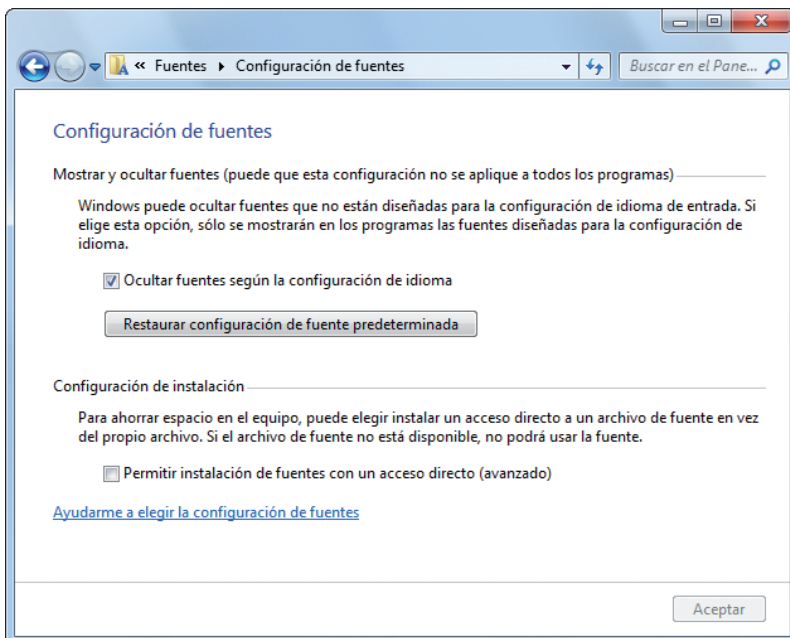 « Fuentes ▸ Configuración de fuentes
Buscar en el Pane...
Configuración de fuentes
Mostrar y ocultar fuentes (puede que esta configuración no se aplique a todos los programas)
Windows puede ocultar fuentes que no están diseñadas para la configuración de idioma de entrada. Si
elige esta opción, sólo se mostrarán en los programas las fuentes diseñadas para la configuración de
idioma.
Ocultar fuentes según la configuración de idioma
Restaurar configuración de fuente predeterminada
Configuración de instalación
Para ahorrar espacio en el equipo, puede elegir instalar un acceso directo a un archivo de fuente en vez
del propio archivo. Si el archivo de fuente no está disponible, no podrá usar la fuente.
Permitir instalación de fuentes con un acceso directo (avanzado)
Ayudarme a elegir la configuración de fuentes
Aceptar